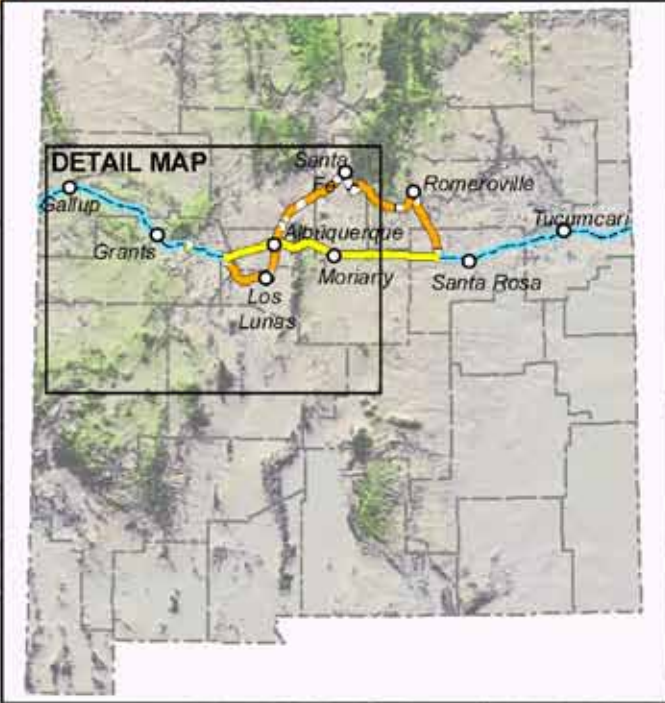 DETAIL MAP
Santa
Fe
Gallup
Romeroville
Grants
Albuquerque
Tucumcari
Moriarty
Santa Rosa
Los
Lunas